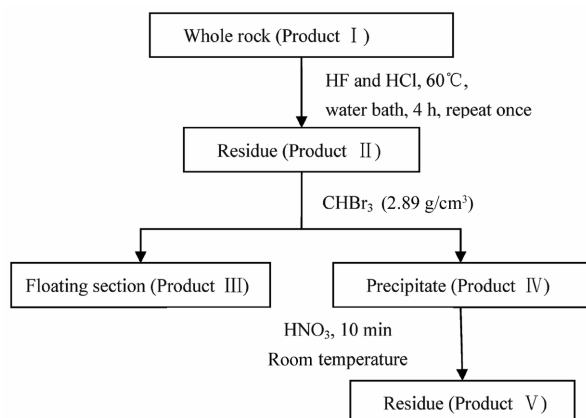 Whole rock (Product Ⅰ)
HF and HCl, 60℃,
water bath, 4 h, repeat once
Residue (Product Ⅱ)
CHBr₃ (2.89 g/cm³)
Floating section (Product Ⅲ)
Precipitate (Product Ⅳ)
HNO₃, 10 min
Room temperature
Residue (Product Ⅴ)